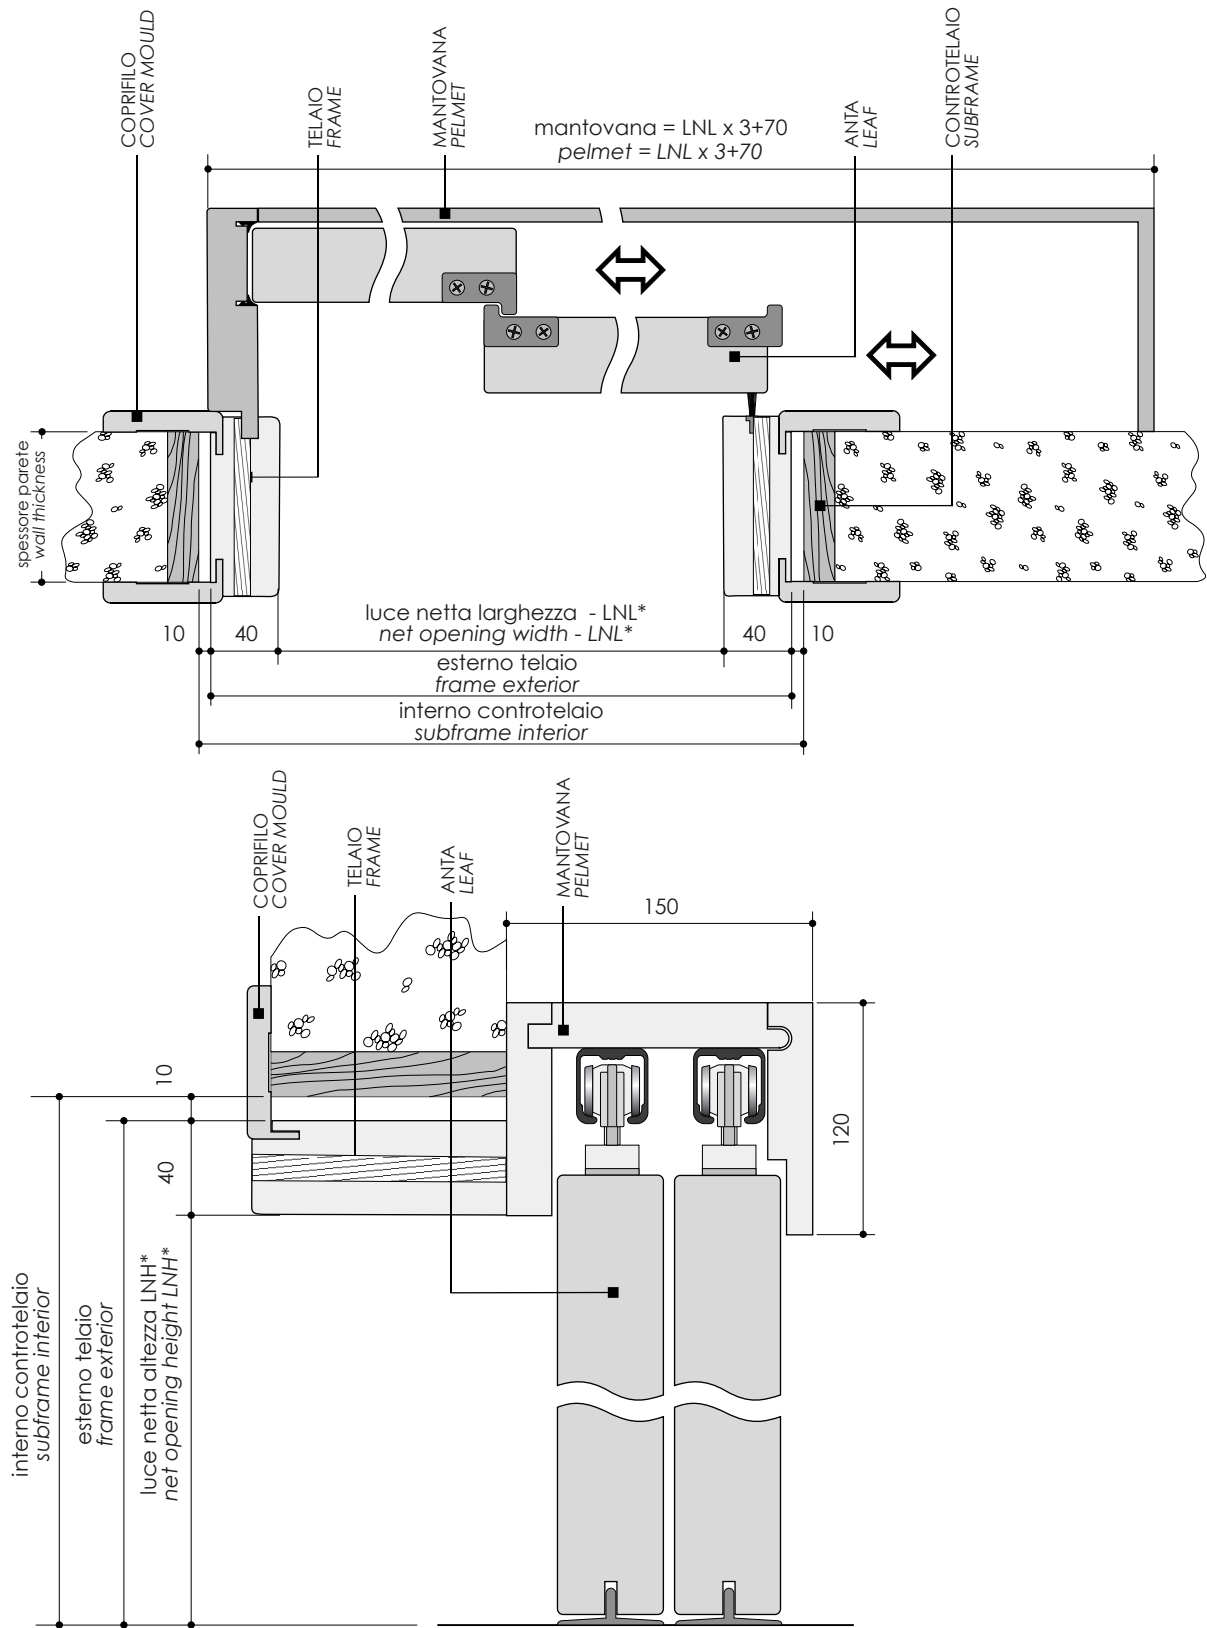 COPRIFILO
COVER MOULD
TELAIO
FRAME
MANTOVANA
PELMET
mantovana = LNL x 3+70
pelmet = LNL x 3+70
ANTA
LEAF
CONTROTELAIO
SUBFRAME
spessore parete
wall thickness
10
40
luce netta larghezza - LNL*
net opening width - LNL*
40
10
esterno telaio
frame exterior
interno controtelaio
subframe interior
COPRIFILO
COVER MOULD
TELAIO
FRAME
ANTA
LEAF
MANTOVANA
PELMET
150
10
40
120
interno controtelaio
subframe interior
esterno telaio
frame exterior
luce netta altezza LNH*
net opening height LNH*